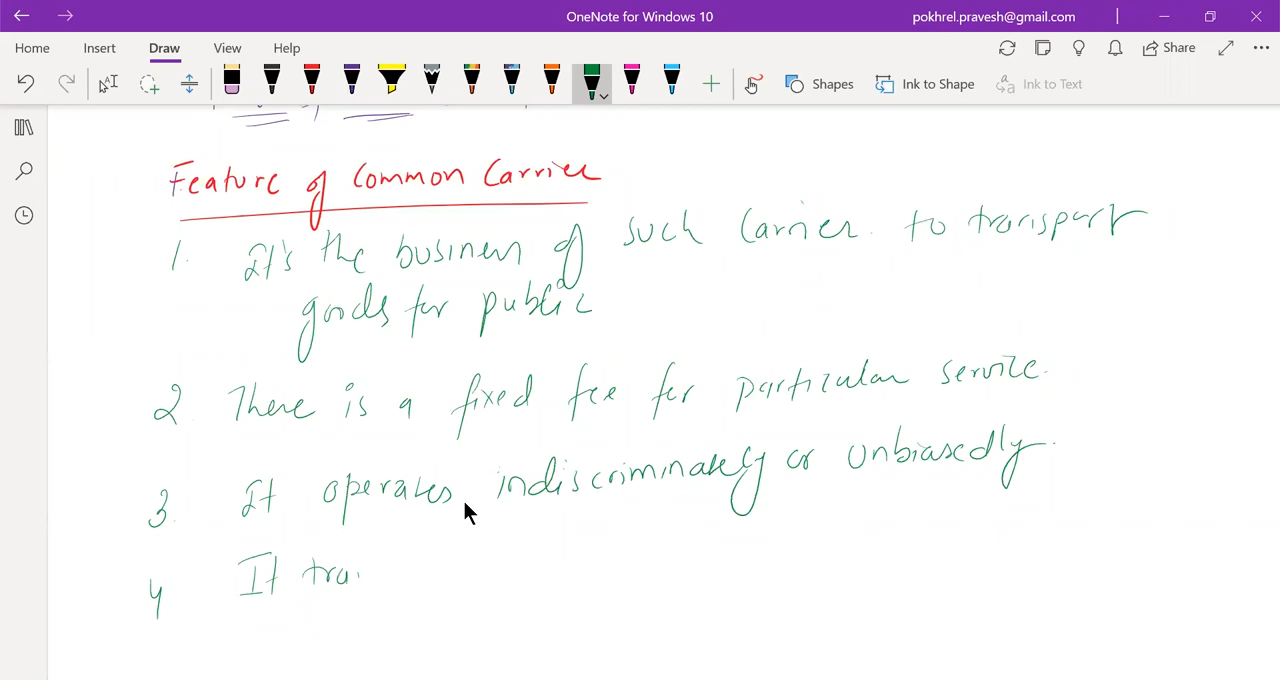 OneNote for Windows 10
pokhrel.pravesh@gmail.com
Home Insert Draw View Help
Share
Shapes
Ink to Shape
Ink to Text
Feature of Common Carrier
1. It's the business of such Carrier. to transport
goods for public
2. There is a fixed fee for particular service.
3. It operates indiscriminately or unbiasedly.
4 It tra